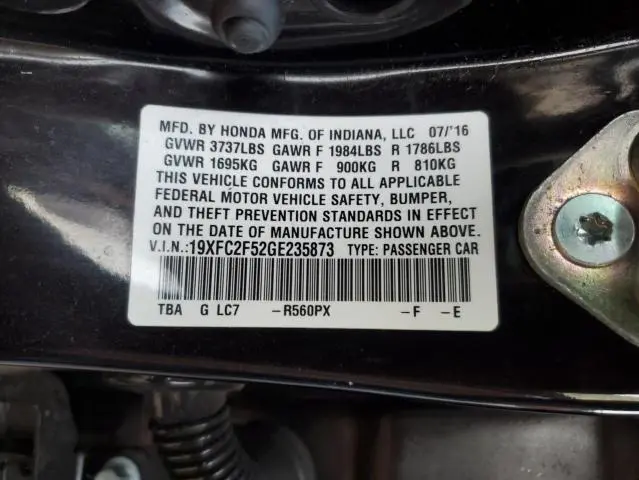 MFD. BY HONDA MFG. OF INDIANA, LLC 07/'16
GVWR 3737LBS GAWR F 1984LBS R 1786LBS
GVWR 1695KG GAWR F 900KG R 810KG
THIS VEHICLE CONFORMS TO ALL APPLICABLE
FEDERAL MOTOR VEHICLE SAFETY, BUMPER,
AND THEFT PREVENTION STANDARDS IN EFFECT
ON THE DATE OF MANUFACTURE SHOWN ABOVE.
V.I.N.:19XFC2F52GE235873 TYPE: PASSENGER CAR
TBA G LC7 –R560PX –F –E